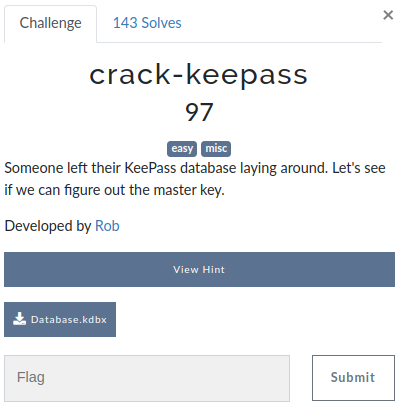 Challenge
143 Solves
×
crack-keepass
97
easy misc
Someone left their KeePass database laying around. Let's see
if we can figure out the master key.
Developed by Rob
View Hint
Database.kdbx
Flag
Submit